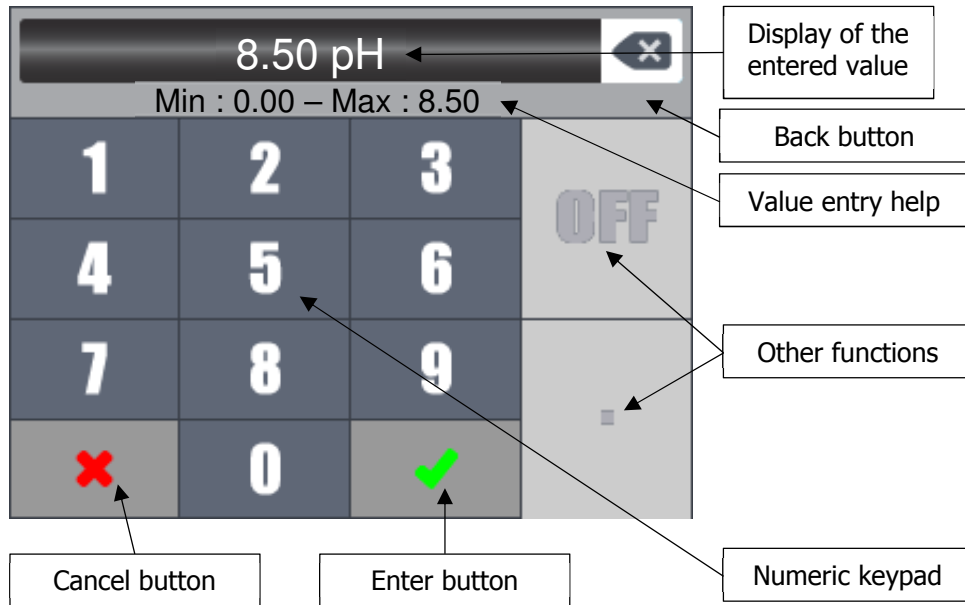 8.50 pH
Display of the
entered value
Min : 0.00 – Max : 8.50
Back button
1 2 3
OFF
Value entry help
4 5 6
7 8 9
.
Other functions
0
Cancel button
Enter button
Numeric keypad